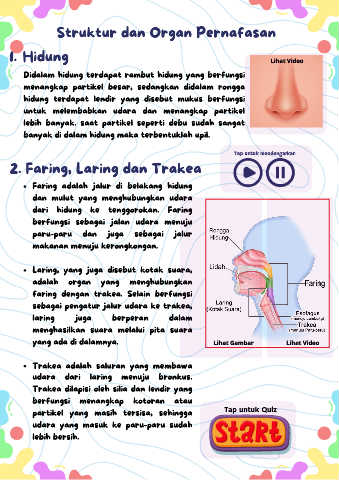 Struktur dan Organ Pernafasan
1. Hidung
Didalam hidung terdapat rambut hidung yang berfungsi
menangkap partikel besar, sedangkan didalam rongga
hidung terdapat lendir yang disebut mukus berfungsi
untuk melembabkan udara dan menangkap partikel
lebih banyak, saat partikel seperti debu sudah sangat
banyak di dalam hidung maka terbentuklah upil.
Lihat Video
Tap untuk mendengarkan
2. Faring, Laring dan Trakea
• Faring adalah jalur di belakang hidung
dan mulut yang menghubungkan udara
dari hidung ke tenggorokan. Faring
berfungsi sebagai jalan udara menuju
paru-paru dan juga sebagai jalur
makanan menuju kerongkongan.
• Laring, yang juga disebut kotak suara,
adalah organ yang menghubungkan
faring dengan trakea. Selain berfungsi
sebagai pengatur jalur udara ke trakea,
laring juga berperan dalam
menghasilkan suara melalui pita suara
yang ada di dalamnya.
• Trakea adalah saluran yang membawa
udara dari laring menuju bronkus.
Trakea dilapisi oleh silia dan lendir yang
berfungsi menangkap kotoran atau
partikel yang masih tersisa, sehingga
udara yang masuk ke paru-paru sudah
lebih bersih.
Rongga
Hidung
Lidah
Laring
(Kotak Suara)
Faring
Esofagus
Trakea
Lihat Gambar
Lihat Video
Tap untuk Quiz
START